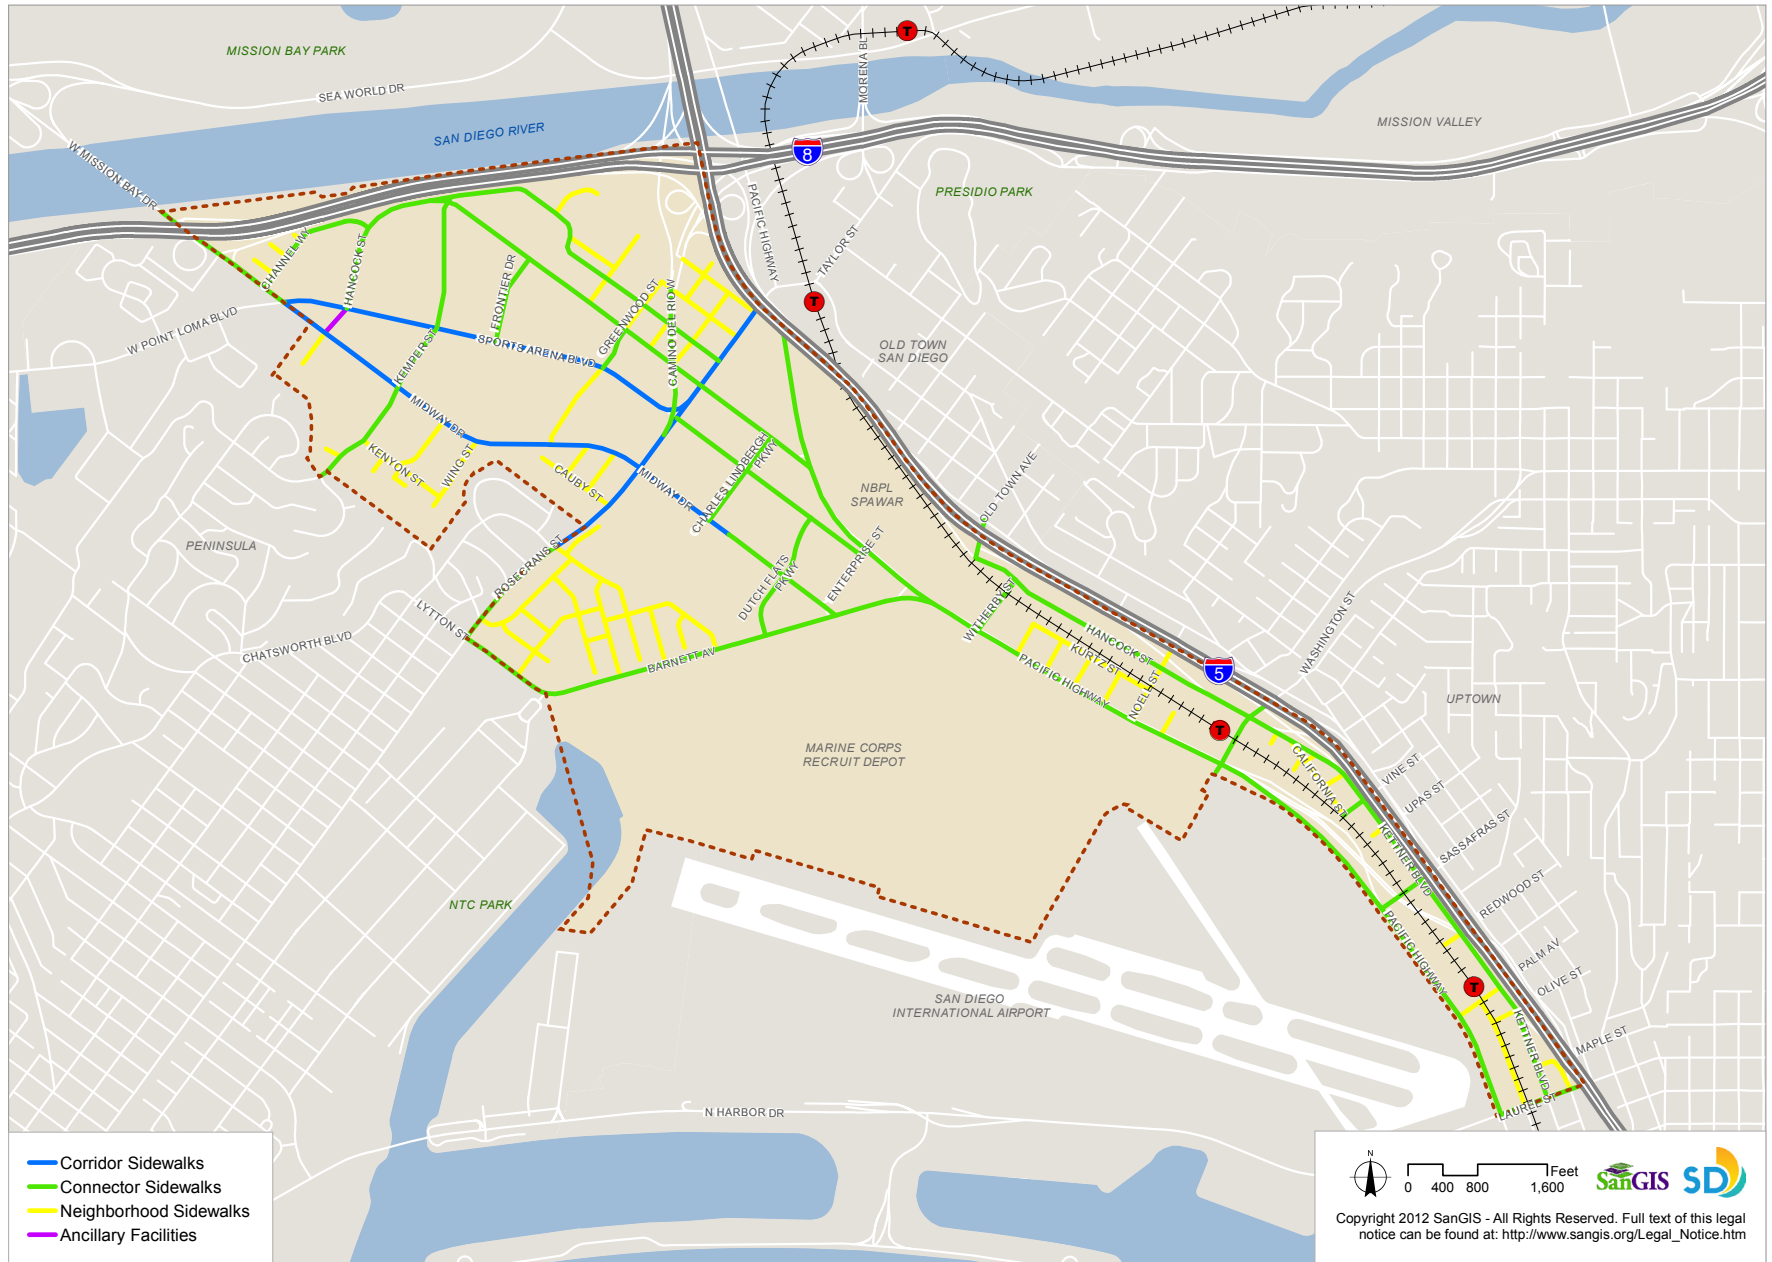 MISSION BAY PARK
SEA WORLD DR
SAN DIEGO RIVER
W MISSION BAY DR
MORENA BL
T
8
MISSION VALLEY
PRESIDIO PARK
PACIFIC HIGHWAY
TAYLOR ST
T
CHANNEL WY
HANCOCK ST
FRONTIER DR
GREENWOOD ST
CAMINO DEL RIO W
W POINT LOMA BLVD
KEMPER ST
SPORTS ARENA BLVD
OLD TOWN
SAN DIEGO
MIDWAY DR
KENYON ST
WING ST
CAUBY ST
MIDWAY DR
CHARLES LINDBERGH
PKWY
NBPL
SPAWAR
OLD TOWN AVE
PENINSULA
ROSECRANS ST
LYTTON ST
CHATSWORTH BLVD
DUTCH FLATS
PKWY
ENTERPRISE ST
WITHERBY ST
BARNETT AV
HANCOCK ST
KURTZ ST
PACIFIC HIGHWAY
NOELL ST
5
WASHINGTON ST
UPTOWN
T
MARINE CORPS
RECRUIT DEPOT
CALIFORNIA ST
VINE ST
UPAS ST
SASSAFRAS ST
KETTNER BLVD
REDWOOD ST
NTC PARK
PACIFIC HIGHWAY
PALM AV
OLIVE ST
T
SAN DIEGO
INTERNATIONAL AIRPORT
KETTNER BLVD
MAPLE ST
LAUREL ST
N HARBOR DR
Corridor Sidewalks
Connector Sidewalks
Neighborhood Sidewalks
Ancillary Facilities
N
Feet
0 400 800 1,600
SanGIS
SD
Copyright 2012 SanGIS - All Rights Reserved. Full text of this legal
notice can be found at: http://www.sangis.org/Legal_Notice.htm